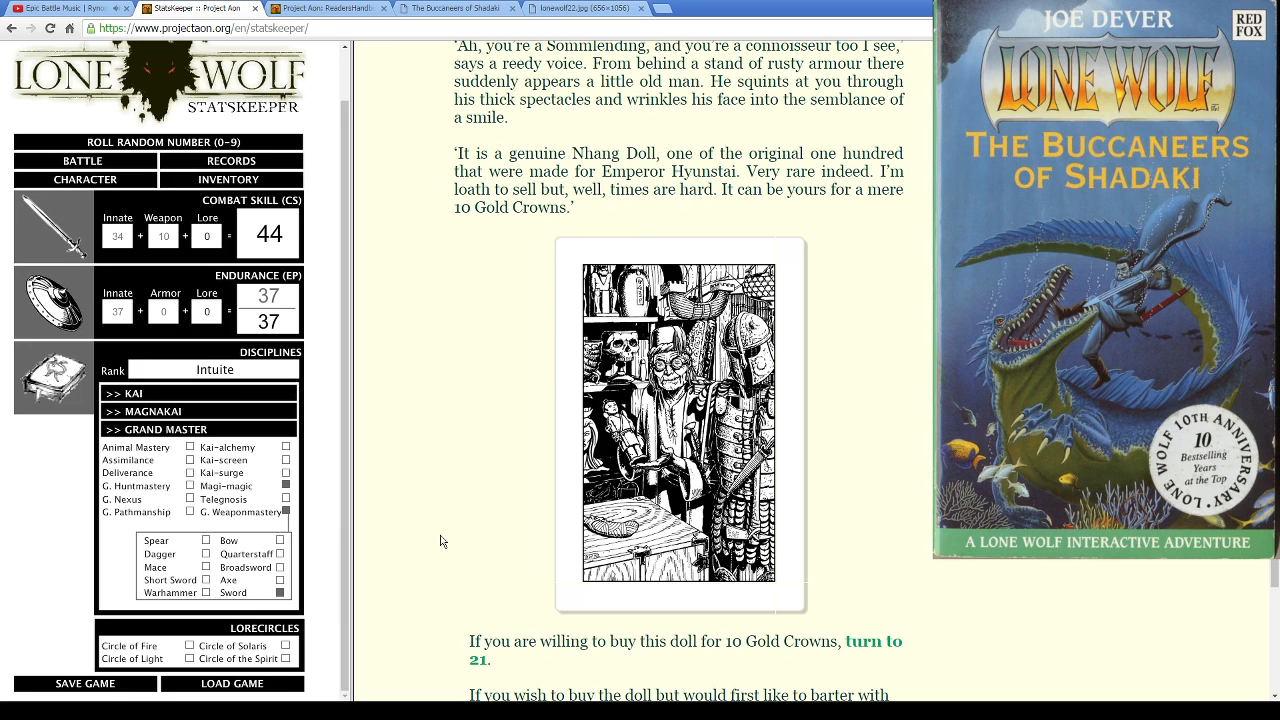 Epic Battle Music | Ryno
StatsKeeper :: Project Aon
Project Aon: ReadersHandb
The Buccaneers of Shadaki
lonewolf22.jpg (656×1056)
https://www.projectaon.org/en/statskeeper/
LONE WOLF
STATSKEEPER
ROLL RANDOM NUMBER (0-9)
BATTLE RECORDS
CHARACTER INVENTORY
COMBAT SKILL (CS)
Innate Weapon Lore
34 + 10 + 0 = 44
ENDURANCE (EP)
Innate Armor Lore
37
37 + 0 + 0 =
37
DISCIPLINES
Rank Intuite
>> KAI
>> MAGNAKAI
>> GRAND MASTER
Animal Mastery Kai-alchemy
Assimilance Kai-screen
Deliverance Kai-surge
G. Huntmastery Magi-magic
G. Nexus Telegnosis
G. Pathmanship G. Weaponmastery
Spear Bow
Dagger Quarterstaff
Mace Broadsword
Short Sword Axe
Warhammer Sword
LORECIRCLES
Circle of Fire Circle of Solaris
Circle of Light Circle of the Spirit
SAVE GAME LOAD GAME
‘Ah, you’re a Sommlending, and you’re a connoisseur too I see,’
says a reedy voice. From behind a stand of rusty armour there
suddenly appears a little old man. He squints at you through
his thick spectacles and wrinkles his face into the semblance of
a smile.
‘It is a genuine Nhang Doll, one of the original one hundred
that were made for Emperor Hyunstai. Very rare indeed. I’m
loath to sell but, well, times are hard. It can be yours for a mere
10 Gold Crowns.’
If you are willing to buy this doll for 10 Gold Crowns, turn to
21.
If you wish to buy the doll but would first like to barter with
JOE DEVER
RED
FOX
LONE WOLF
THE BUCCANEERS
OF SHADAKI
LONE WOLF 10TH ANNIVERSARY
10
Bestselling
Years
at the Top
A LONE WOLF INTERACTIVE ADVENTURE